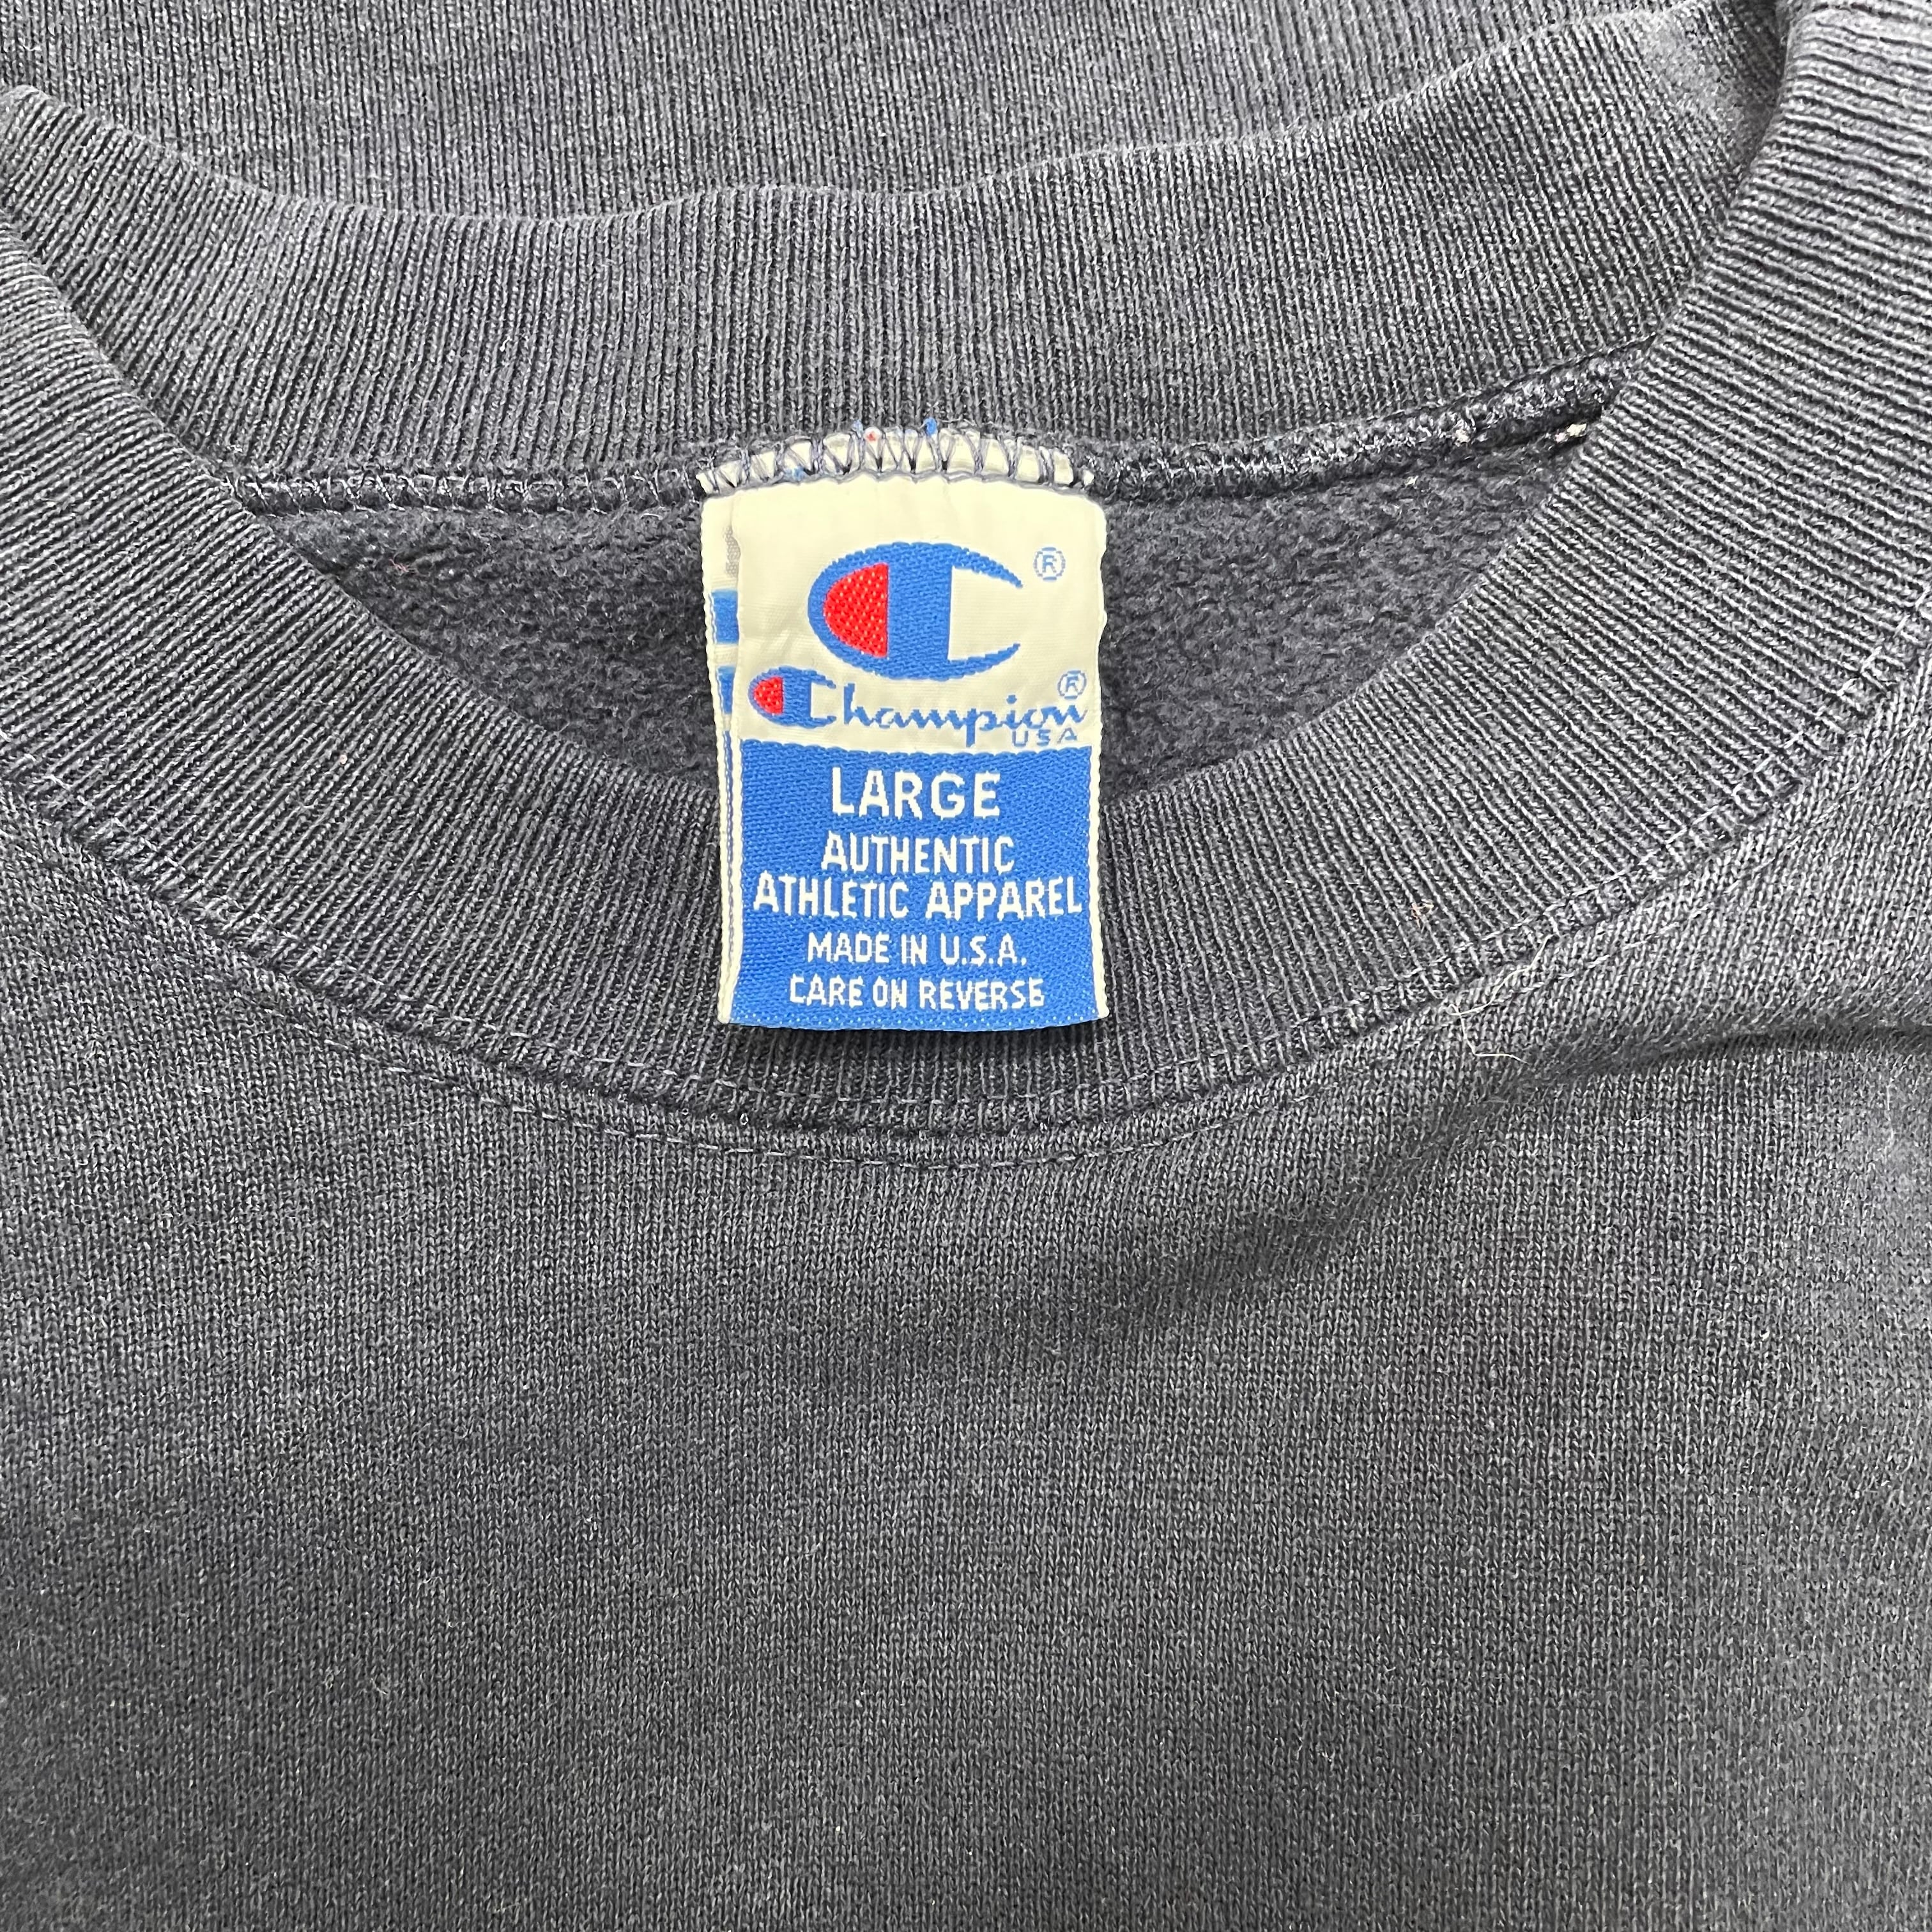 ®
Champion®
USA
LARGE
AUTHENTIC
ATHLETIC APPAREL
MADE IN U.S.A.
CARE ON REVERSE